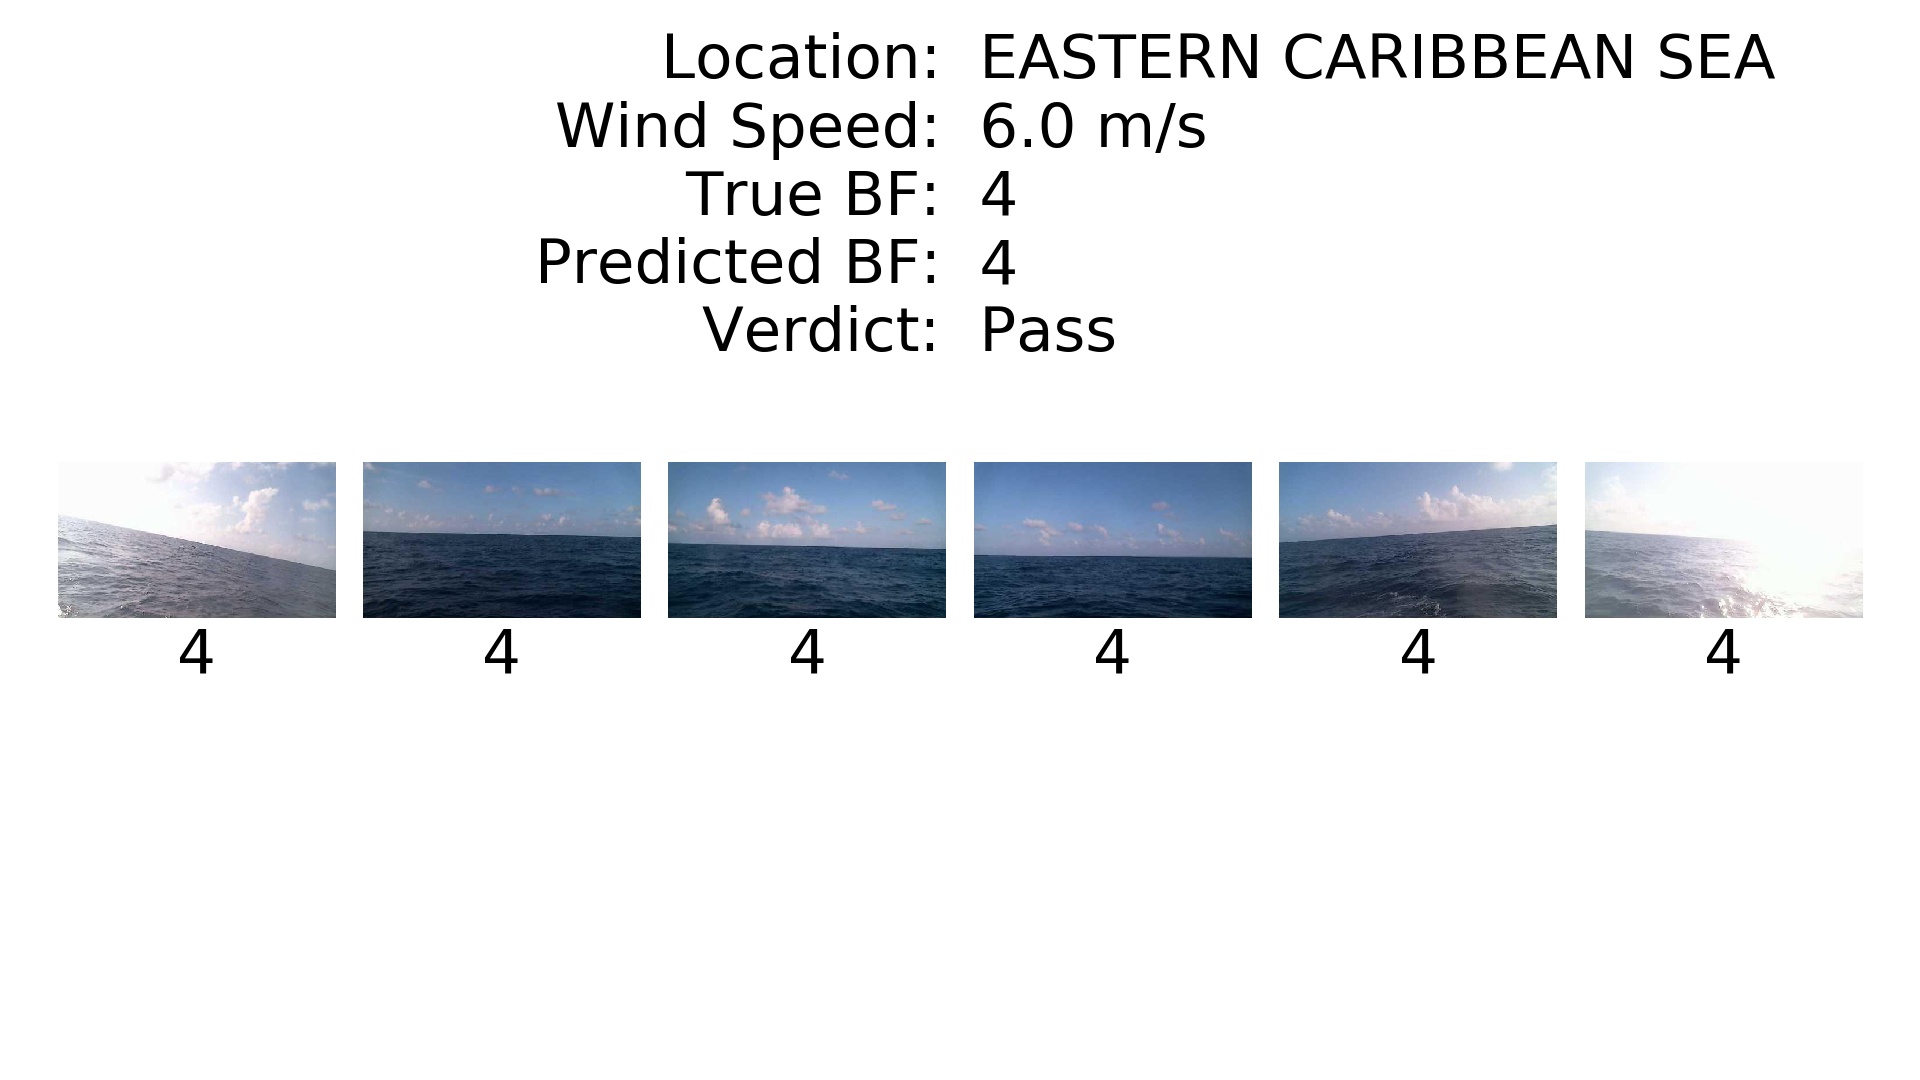 Location: EASTERN CARIBBEAN SEA
Wind Speed: 6.0 m/s
True BF: 4
Predicted BF: 4
Verdict: Pass
4 4 4 4 4 4